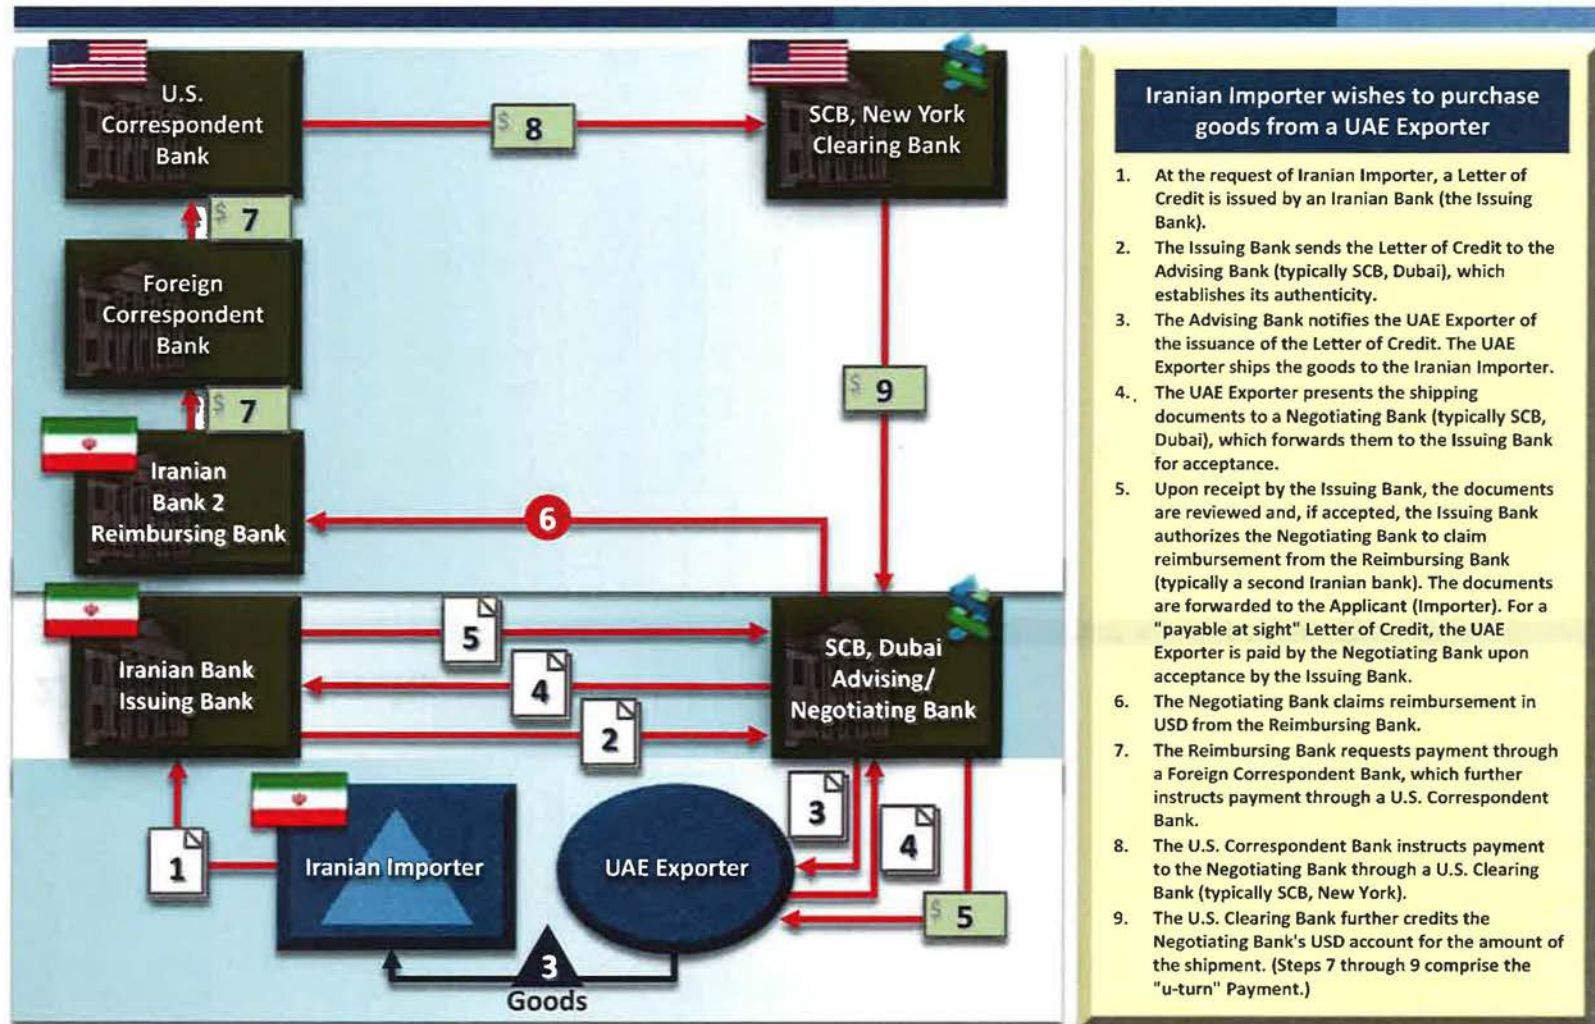 U.S.
Correspondent
Bank
$ 8
SCB, New York
Clearing Bank
$ 7
Foreign
Correspondent
Bank
$ 9
$ 7
Iranian
Bank 2
Reimbursing Bank
6
Iranian Bank
Issuing Bank
5
4
2
SCB, Dubai
Advising/
Negotiating Bank
1
Iranian Importer
UAE Exporter
3
4
$ 5
3
Goods
Iranian Importer wishes to purchase
goods from a UAE Exporter
1. At the request of Iranian Importer, a Letter of
Credit is issued by an Iranian Bank (the Issuing
Bank).
2. The Issuing Bank sends the Letter of Credit to the
Advising Bank (typically SCB, Dubai), which
establishes its authenticity.
3. The Advising Bank notifies the UAE Exporter of
the issuance of the Letter of Credit. The UAE
Exporter ships the goods to the Iranian Importer.
4. The UAE Exporter presents the shipping
documents to a Negotiating Bank (typically SCB,
Dubai), which forwards them to the Issuing Bank
for acceptance.
5. Upon receipt by the Issuing Bank, the documents
are reviewed and, if accepted, the Issuing Bank
authorizes the Negotiating Bank to claim
reimbursement from the Reimbursing Bank
(typically a second Iranian bank). The documents
are forwarded to the Applicant (Importer). For a
"payable at sight" Letter of Credit, the UAE
Exporter is paid by the Negotiating Bank upon
acceptance by the Issuing Bank.
6. The Negotiating Bank claims reimbursement in
USD from the Reimbursing Bank.
7. The Reimbursing Bank requests payment through
a Foreign Correspondent Bank, which further
instructs payment through a U.S. Correspondent
Bank.
8. The U.S. Correspondent Bank instructs payment
to the Negotiating Bank through a U.S. Clearing
Bank (typically SCB, New York).
9. The U.S. Clearing Bank further credits the
Negotiating Bank's USD account for the amount of
the shipment. (Steps 7 through 9 comprise the
"u-turn" Payment.)